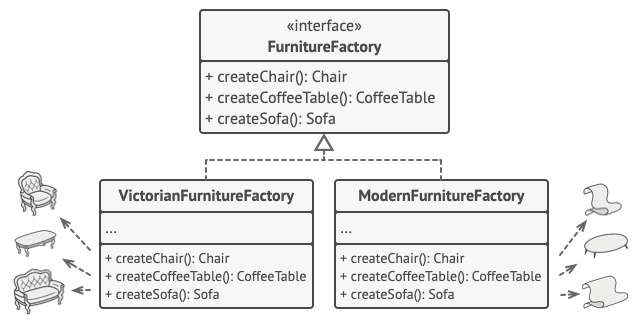 «interface»
FurnitureFactory
+ createChair(): Chair
+ createCoffeeTable(): CoffeeTable
+ createSofa(): Sofa
VictorianFurnitureFactory
...
+ createChair(): Chair
+ createCoffeeTable(): CoffeeTable
+ createSofa(): Sofa
ModernFurnitureFactory
...
+ createChair(): Chair
+ createCoffeeTable(): CoffeeTable
+ createSofa(): Sofa